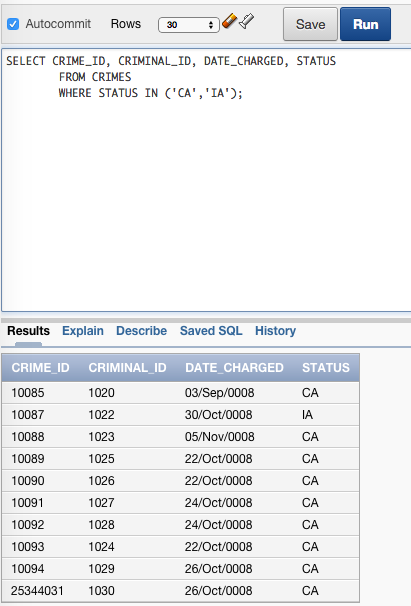 Autocommit Rows 30 Save Run
SELECT CRIME_ID, CRIMINAL_ID, DATE_CHARGED, STATUS
FROM CRIMES
WHERE STATUS IN ('CA','IA');
Results Explain Describe Saved SQL History
CRIME_ID CRIMINAL_ID DATE_CHARGED STATUS
10085 1020 03/Sep/0008 CA
10087 1022 30/Oct/0008 IA
10088 1023 05/Nov/0008 CA
10089 1025 22/Oct/0008 CA
10090 1026 22/Oct/0008 CA
10091 1027 24/Oct/0008 CA
10092 1028 24/Oct/0008 CA
10093 1024 22/Oct/0008 CA
10094 1029 26/Oct/0008 CA
25344031 1030 26/Oct/0008 CA